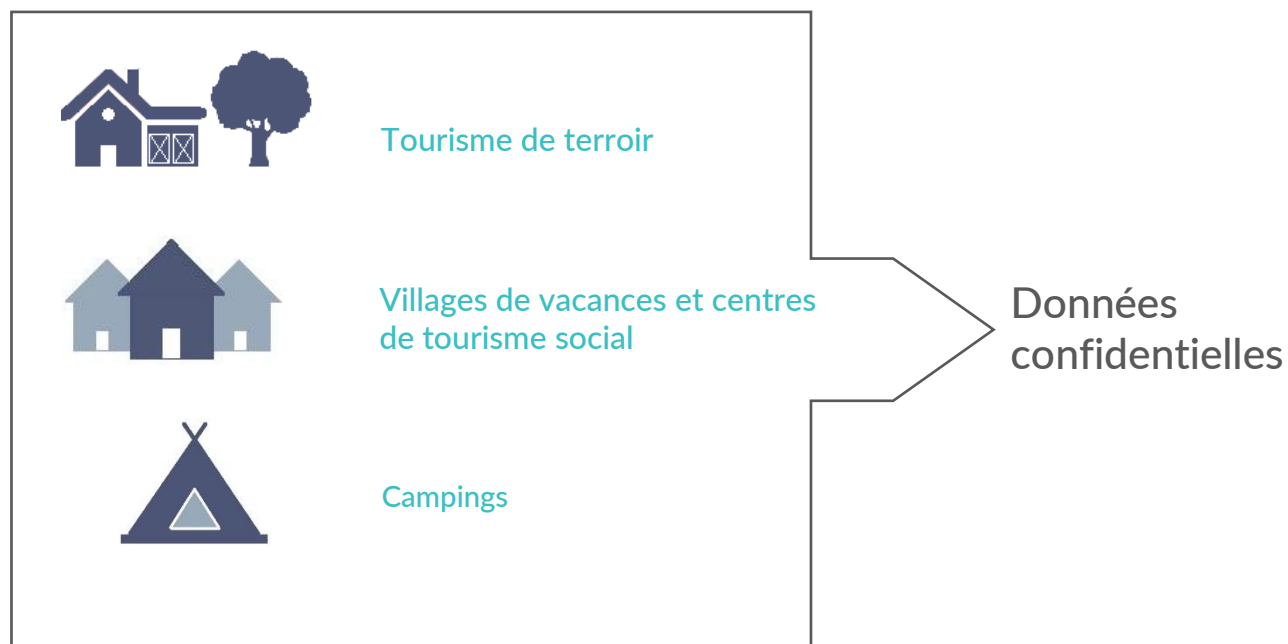 Tourisme de terroir
Villages de vacances et centres
de tourisme social
Campings
Données
confidentielles